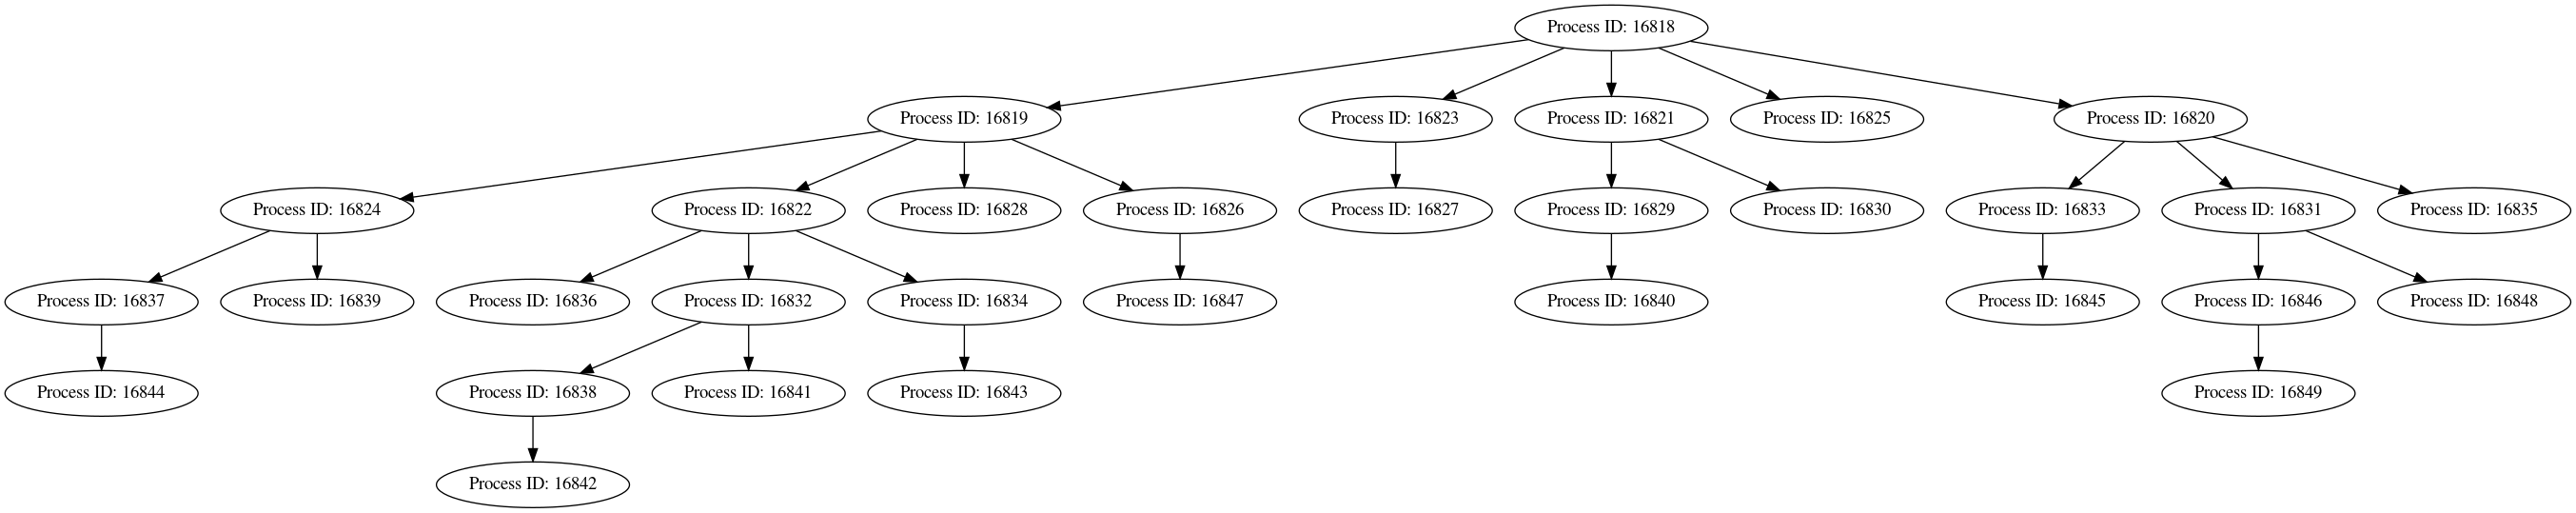 Process ID: 16818
Process ID: 16819
Process ID: 16823
Process ID: 16821
Process ID: 16825
Process ID: 16820
Process ID: 16824
Process ID: 16822
Process ID: 16828
Process ID: 16826
Process ID: 16827
Process ID: 16829
Process ID: 16830
Process ID: 16833
Process ID: 16831
Process ID: 16835
Process ID: 16837
Process ID: 16839
Process ID: 16836
Process ID: 16832
Process ID: 16834
Process ID: 16847
Process ID: 16840
Process ID: 16845
Process ID: 16846
Process ID: 16848
Process ID: 16844
Process ID: 16838
Process ID: 16841
Process ID: 16843
Process ID: 16849
Process ID: 16842